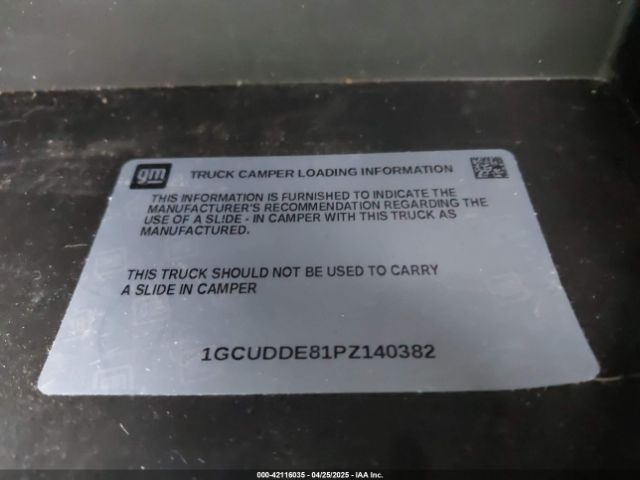 gm TRUCK CAMPER LOADING INFORMATION
THIS INFORMATION IS FURNISHED TO INDICATE THE
MANUFACTURER'S RECOMMENDATION REGARDING THE
USE OF A SLIDE - IN CAMPER WITH THIS TRUCK AS
MANUFACTURED.
THIS TRUCK SHOULD NOT BE USED TO CARRY
A SLIDE IN CAMPER
1GCUDDE81PZ140382
000-42116035 - 04/25/2025 - IAA Inc.